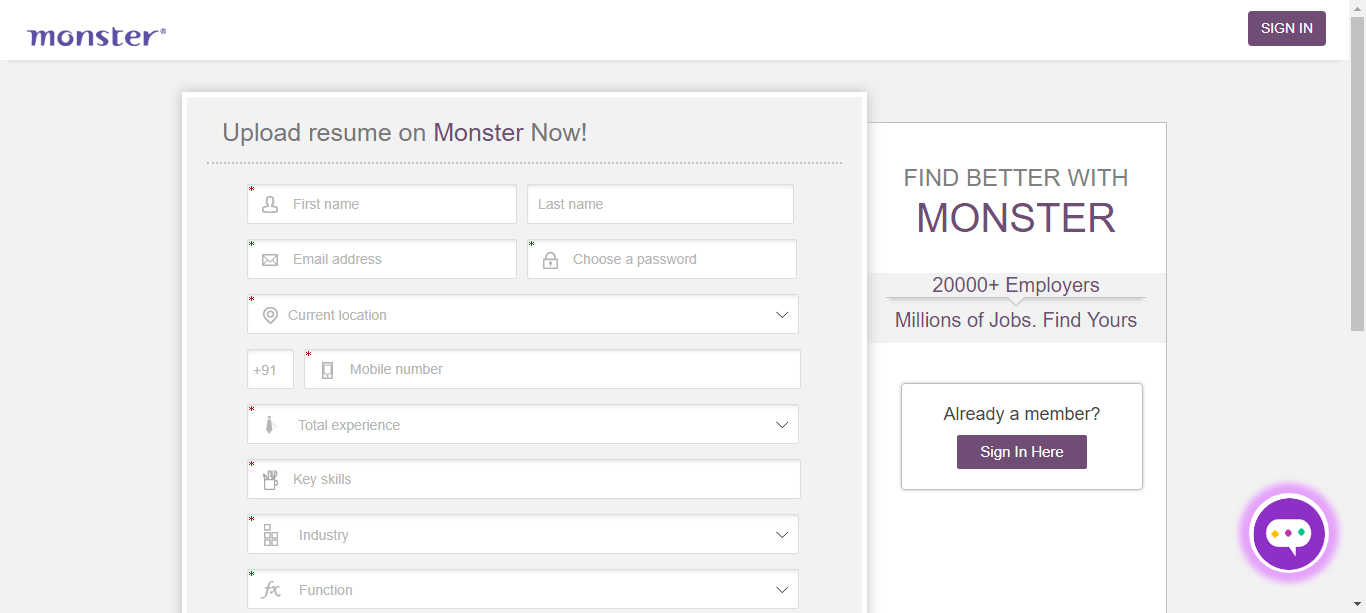 monster®
SIGN IN
Upload resume on Monster Now!
* First name
Last name
* Email address
* Choose a password
* Current location
+91
* Mobile number
* Total experience
* Key skills
* Industry
* fx Function
FIND BETTER WITH
MONSTER
20000+ Employers
Millions of Jobs. Find Yours
Already a member?
Sign In Here